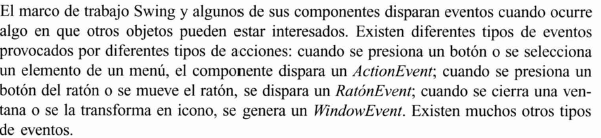 El marco de trabajo Swing y algunos de sus componentes disparan eventos cuando ocurre
algo en que otros objetos pueden estar interesados. Existen diferentes tipos de eventos
provocados por diferentes tipos de acciones: cuando se presiona un botón o se selecciona
un elemento de un menú, el componente dispara un ActionEvent; cuando se presiona un
botón del ratón o se mueve el ratón, se dispara un RatónEvent; cuando se cierra una ven-
tana o se la transforma en icono, se genera un WindowEvent. Existen muchos otros tipos
de eventos.